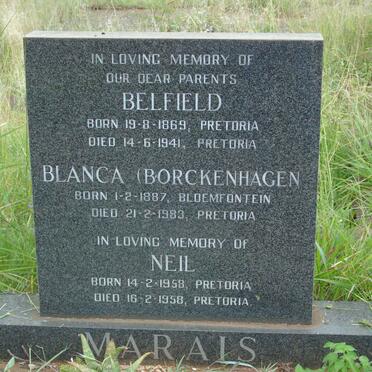 IN LOVING MEMORY OF
OUR DEAR PARENTS
BELFIELD
BORN 19-8-1869, PRETORIA
DIED 14-6-1941, PRETORIA
BLANCA (BORCKENHAGEN
BORN 1-2-1887, BLOEMFONTEIN
DIED 21-2-1983, PRETORIA
IN LOVING MEMORY OF
NEIL
BORN 14-2-1958, PRETORIA
DIED 16-2-1958, PRETORIA
MARAIS